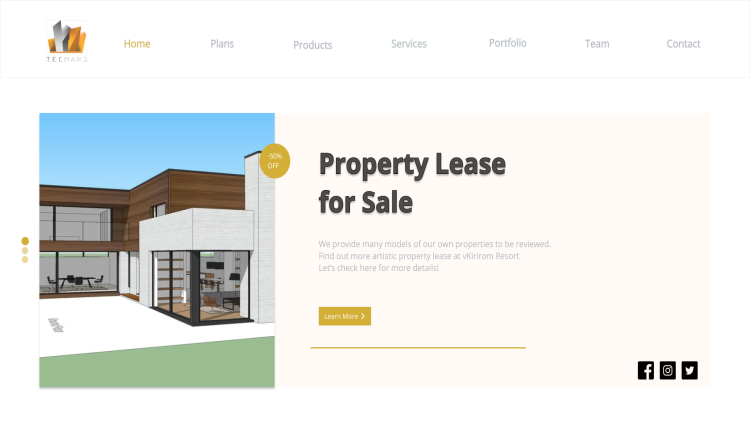 TECMARS
Home
Plans
Products
Services
Portfolio
Team
Contact
-50%
OFF
Property Lease
for Sale
We provide many models of our own properties to be reviewed.
Find out more artistic property lease at vKirirom Resort
Let's check here for more details!
Learn More